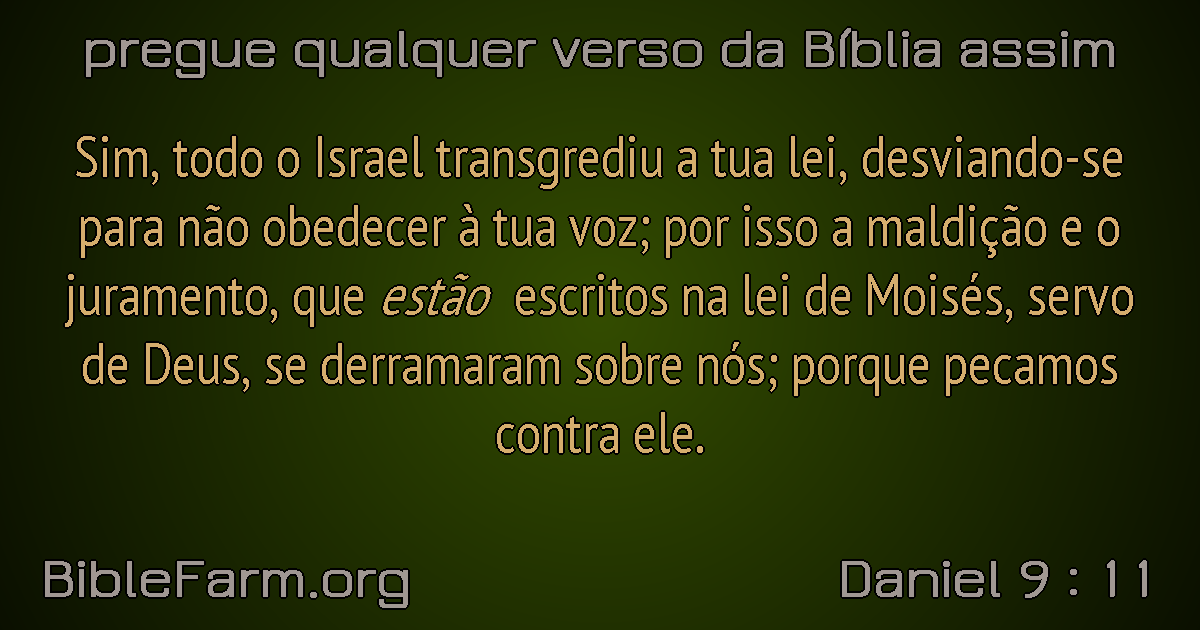 pregue qualquer verso da Bíblia assim
Sim, todo o Israel transgrediu a tua lei, desviando-se
para não obedecer à tua voz; por isso a maldição e o
juramento, que estão escritos na lei de Moisés, servo
de Deus, se derramaram sobre nós; porque pecamos
contra ele.
BibleFarm.org
Daniel 9 : 11